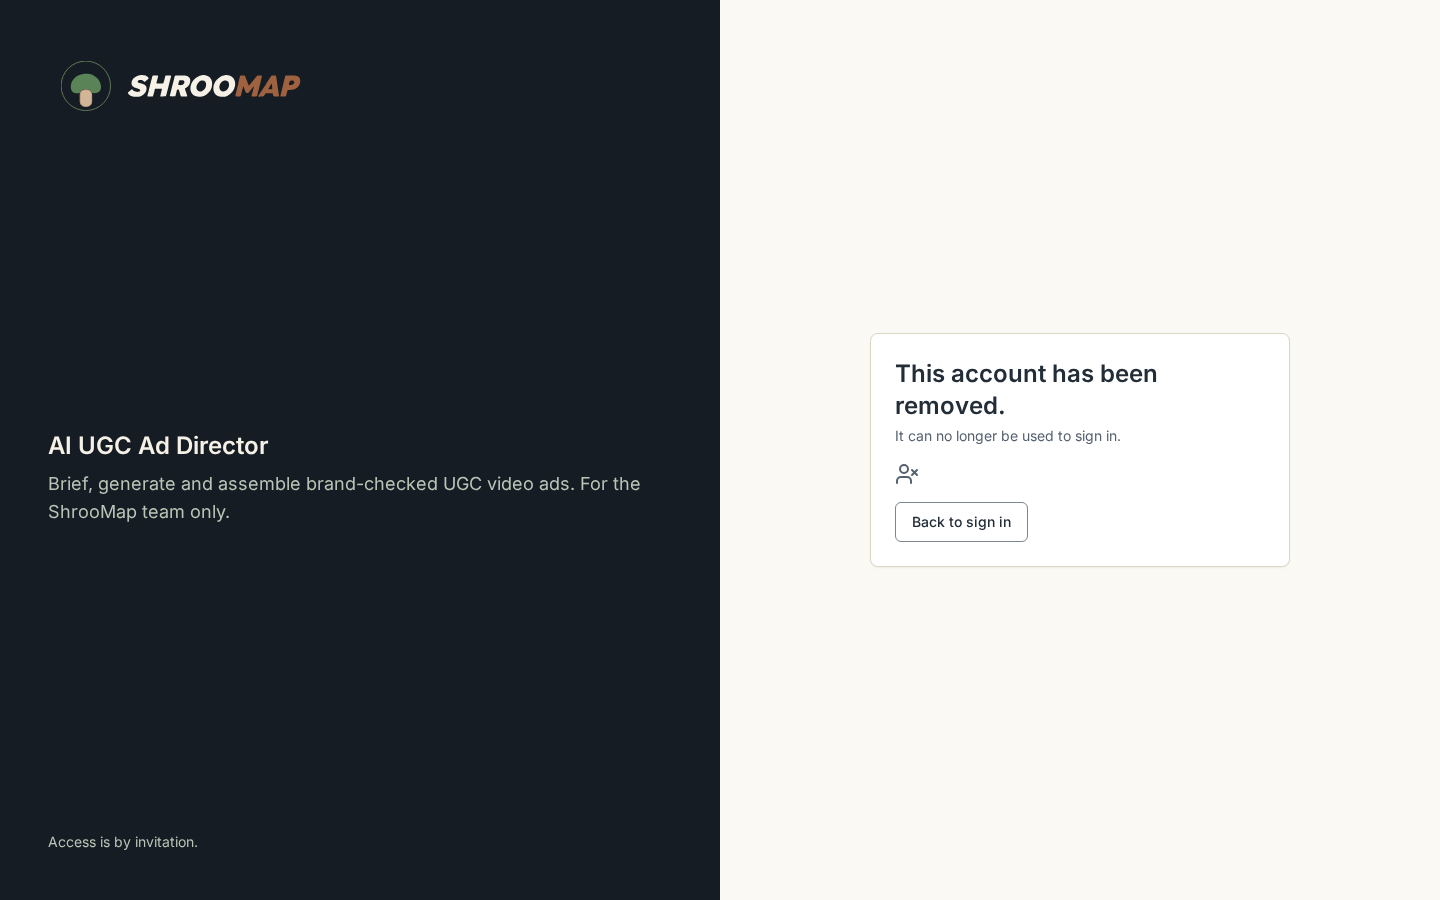 SHROOMAP
AI UGC Ad Director
Brief, generate and assemble brand-checked UGC video ads. For the
ShrooMap team only.
Access is by invitation.
This account has been
removed.
It can no longer be used to sign in.
Back to sign in